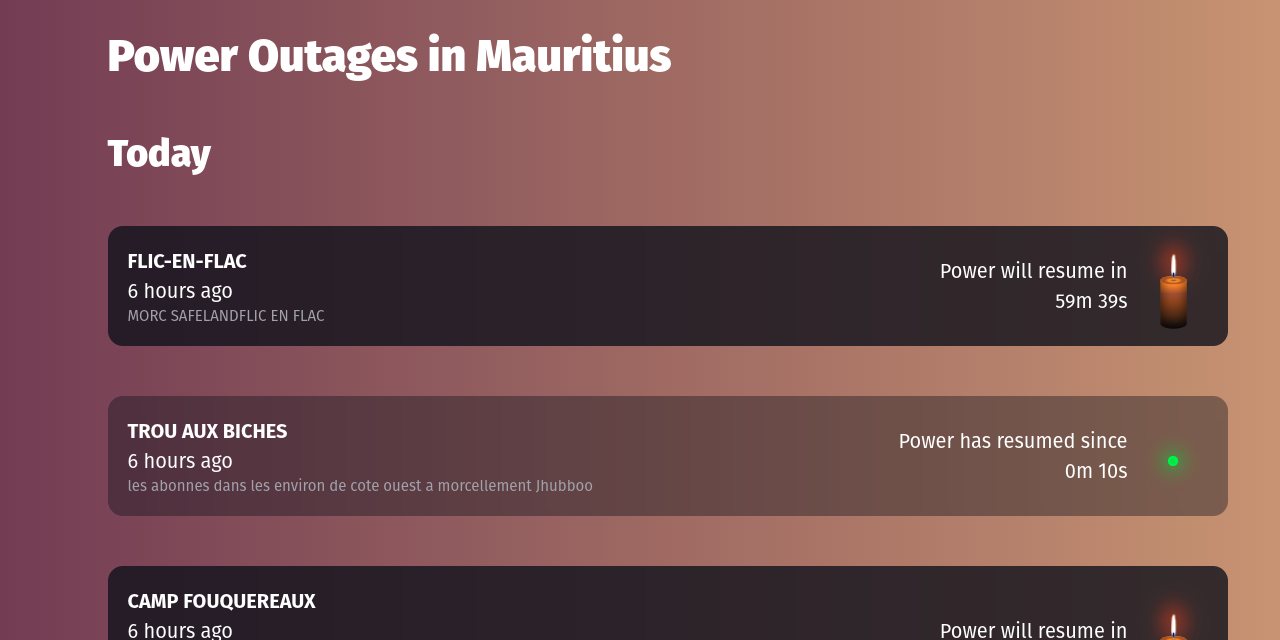 Power Outages in Mauritius
Today
FLIC-EN-FLAC
6 hours ago
MORC SAFELANDFLIC EN FLAC
Power will resume in
59m 39s
TROU AUX BICHES
6 hours ago
les abonnes dans les environ de cote ouest a morcellement Jhubboo
Power has resumed since
0m 10s
CAMP FOUQUEREAUX
6 hours ago
Power will resume in